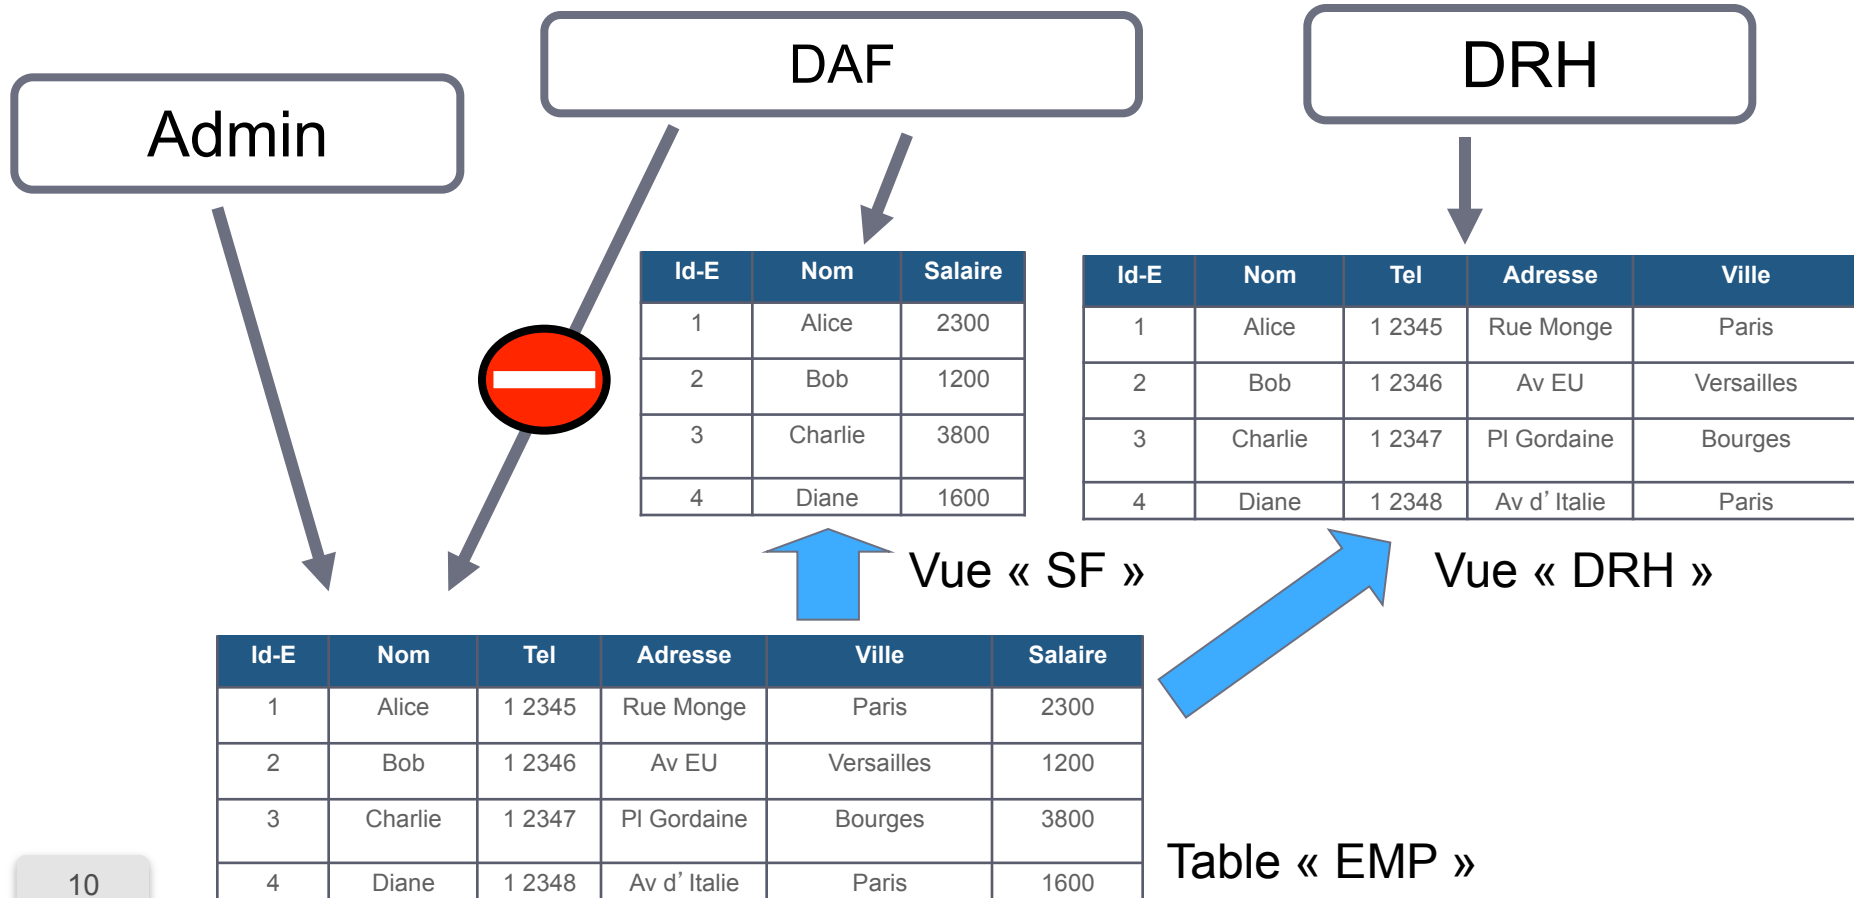 Admin
DAF
DRH
Id-E Nom Salaire
1 Alice 2300
2 Bob 1200
3 Charlie 3800
4 Diane 1600
Id-E Nom Tel Adresse Ville
1 Alice 1 2345 Rue Monge Paris
2 Bob 1 2346 Av EU Versailles
3 Charlie 1 2347 Pl Gordaine Bourges
4 Diane 1 2348 Av d’ Italie Paris
Vue « SF »
Vue « DRH »
Id-E Nom Tel Adresse Ville Salaire
1 Alice 1 2345 Rue Monge Paris 2300
2 Bob 1 2346 Av EU Versailles 1200
3 Charlie 1 2347 Pl Gordaine Bourges 3800
4 Diane 1 2348 Av d’ Italie Paris 1600
Table « EMP »
10